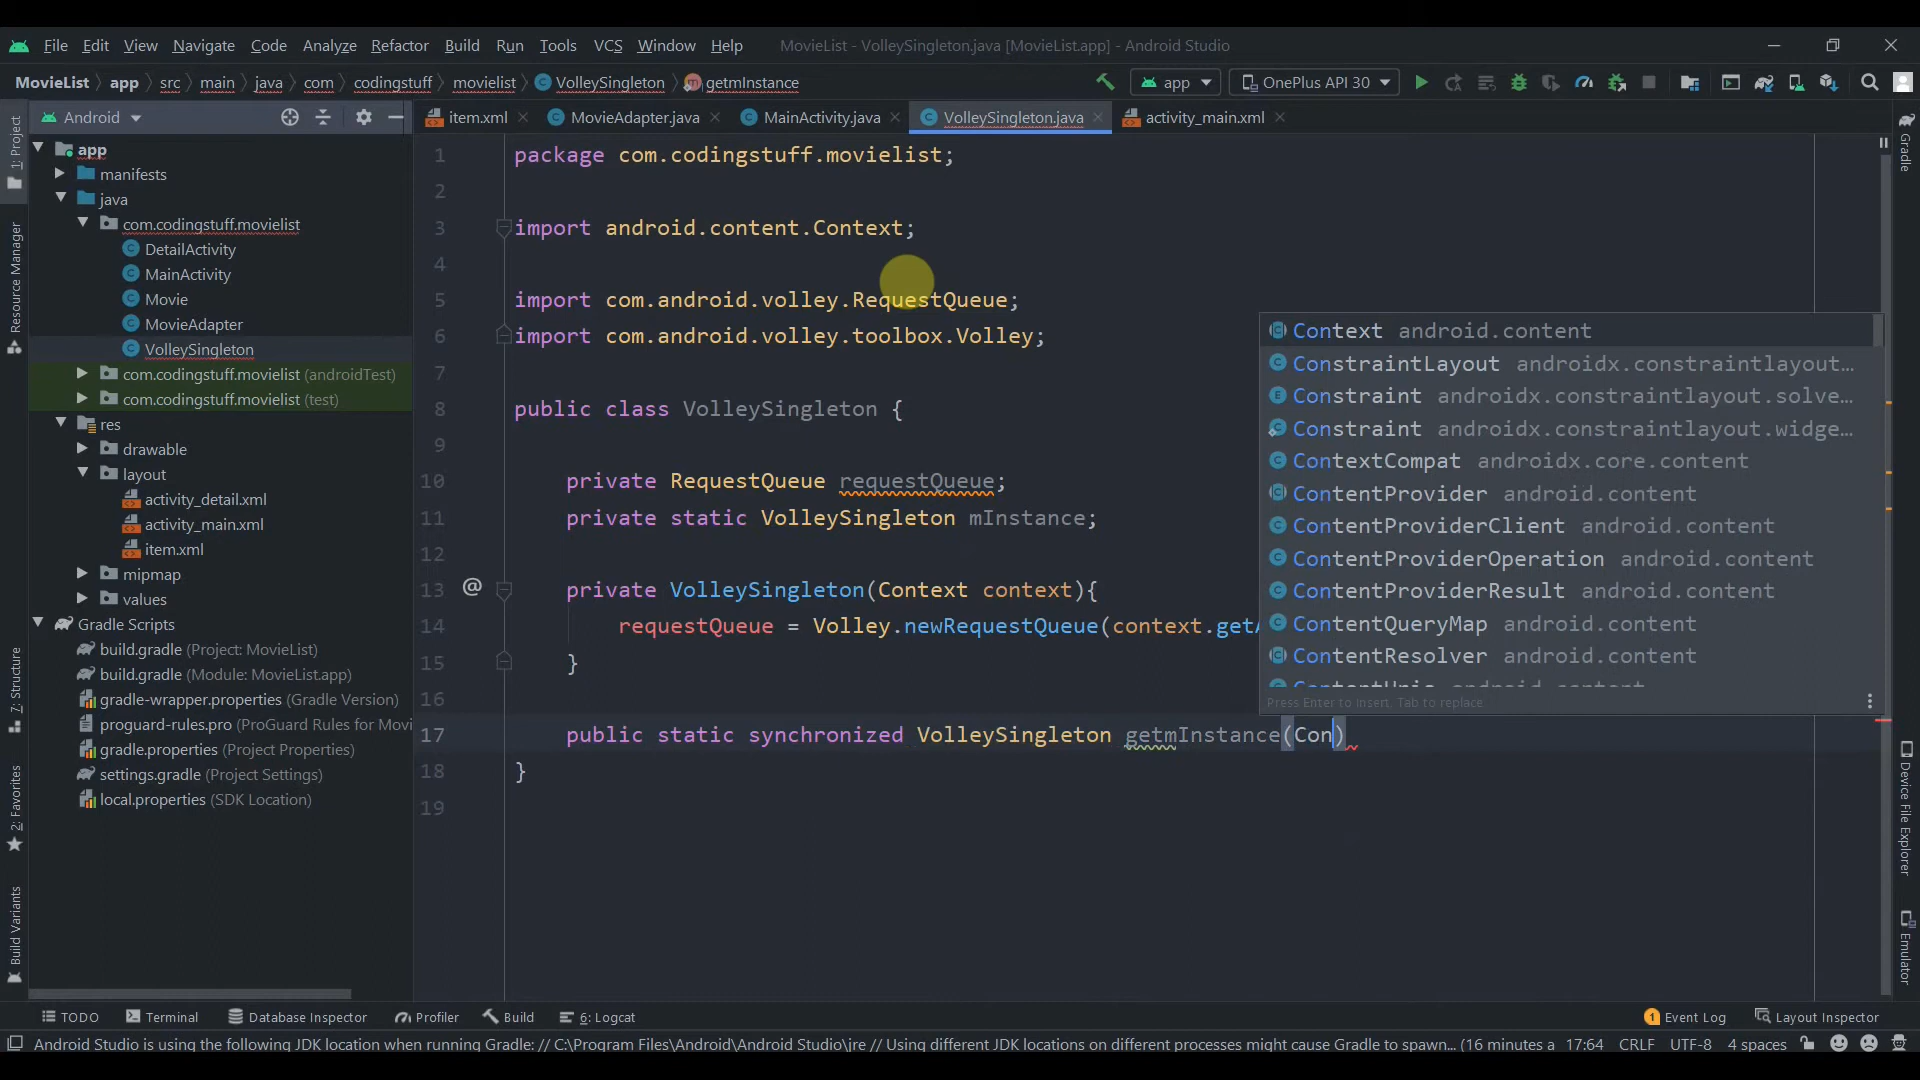 File Edit View Navigate Code Analyze Refactor Build Run Tools VCS Window Help MovieList - VolleySingleton.java [MovieList.app] - Android Studio
MovieList app src main java com codingstuff movielist VolleySingleton getmInstance app OnePlus API 30
Android item.xml MovieAdapter.java MainActivity.java VolleySingleton.java activity_main.xml
1: Project
Resource Manager
7: Structure
2: Favorites
Build Variants
app
manifests
java
com.codingstuff.movielist
DetailActivity
MainActivity
Movie
MovieAdapter
VolleySingleton
com.codingstuff.movielist (androidTest)
com.codingstuff.movielist (test)
res
drawable
layout
activity_detail.xml
activity_main.xml
item.xml
mipmap
values
Gradle Scripts
build.gradle (Project: MovieList)
build.gradle (Module: MovieList.app)
gradle-wrapper.properties (Gradle Version)
proguard-rules.pro (ProGuard Rules for Movi
gradle.properties (Project Properties)
settings.gradle (Project Settings)
local.properties (SDK Location)
1 package com.codingstuff.movielist;
2
3 import android.content.Context;
4
5 import com.android.volley.RequestQueue;
6 import com.android.volley.toolbox.Volley;
7
8 public class VolleySingleton {
9
10 private RequestQueue requestQueue;
11 private static VolleySingleton mInstance;
12
13 @ private VolleySingleton(Context context){
14 requestQueue = Volley.newRequestQueue(context.get
15 }
16
17 public static synchronized VolleySingleton getmInstance(Con)
18 }
19
Context android.content
ConstraintLayout androidx.constraintlayout…
Constraint androidx.constraintlayout.solve…
Constraint androidx.constraintlayout.widge…
ContextCompat androidx.core.content
ContentProvider android.content
ContentProviderClient android.content
ContentProviderOperation android.content
ContentProviderResult android.content
ContentQueryMap android.content
ContentResolver android.content
Press Enter to insert, Tab to replace
Gradle
Device File Explorer
Emulator
TODO Terminal Database Inspector Profiler Build 6: Logcat 1 Event Log Layout Inspector
Android Studio is using the following JDK location when running Gradle: // C:\Program Files\Android\Android Studio\jre // Using different JDK locations on different processes might cause Gradle to spawn... (16 minutes a 17:64 CRLF UTF-8 4 spaces